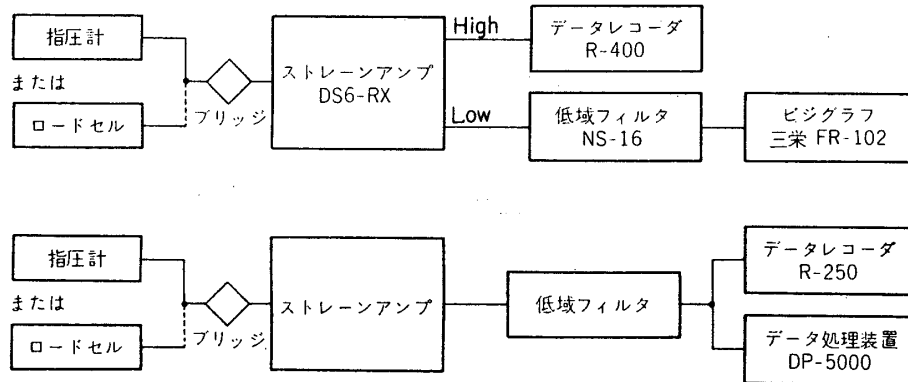 指圧計
または
ロードセル
ブリッジ
ストレーンアンプ
DS6-RX
High
Low
データレコーダ
R-400
低域フィルタ
NS-16
ビジグラフ
三栄 FR-102
指圧計
または
ロードセル
ブリッジ
ストレーンアンプ
低域フィルタ
データレコーダ
R-250
データ処理装置
DP-5000